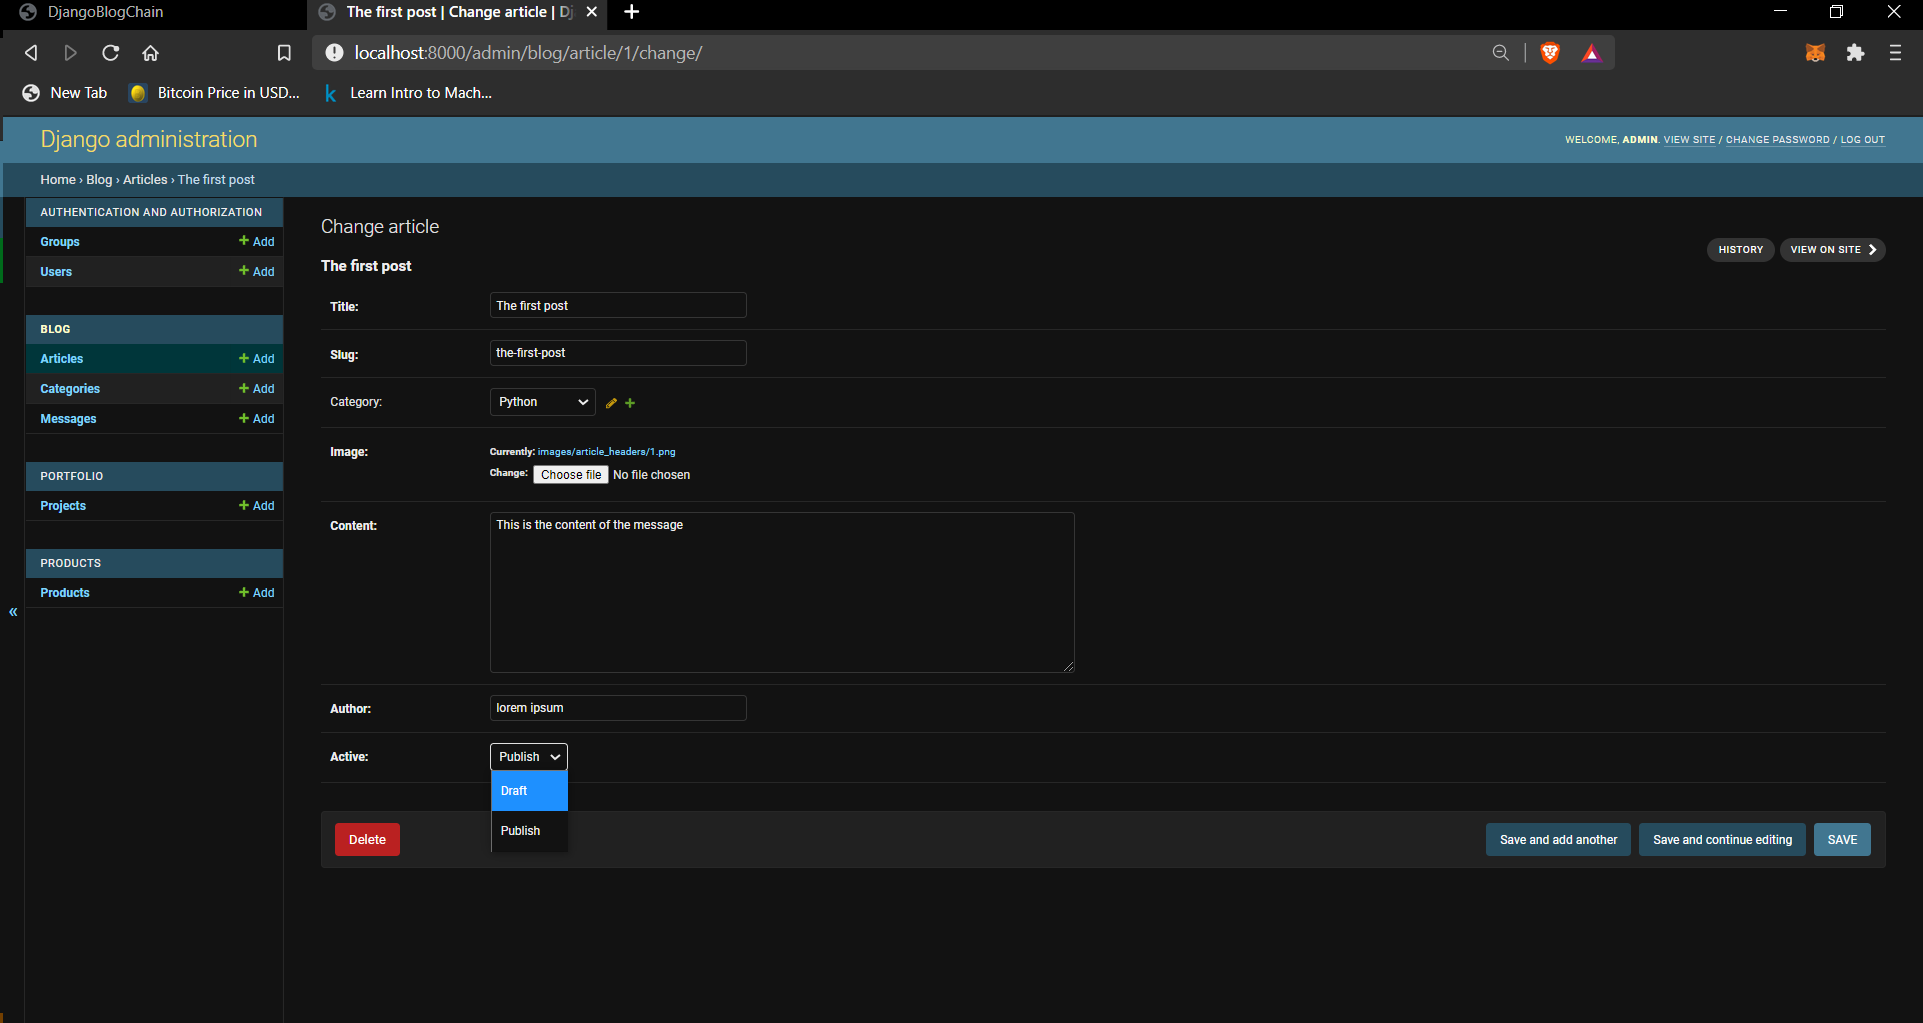 DjangoBlogChain
The first post | Change article | Dj
localhost:8000/admin/blog/article/1/change/
New Tab
Bitcoin Price in USD...
Learn Intro to Mach...
Django administration
WELCOME, ADMIN. VIEW SITE / CHANGE PASSWORD / LOG OUT
Home › Blog › Articles › The first post
AUTHENTICATION AND AUTHORIZATION
Groups + Add
Users + Add
BLOG
Articles + Add
Categories + Add
Messages + Add
PORTFOLIO
Projects + Add
PRODUCTS
Products + Add
«
Change article
HISTORY
VIEW ON SITE
The first post
Title: The first post
Slug: the-first-post
Category: Python
Image: Currently: images/article_headers/1.png
Change: Choose file No file chosen
Content: This is the content of the message
Author: lorem ipsum
Active: Publish
Draft
Publish
Delete
Save and add another
Save and continue editing
SAVE